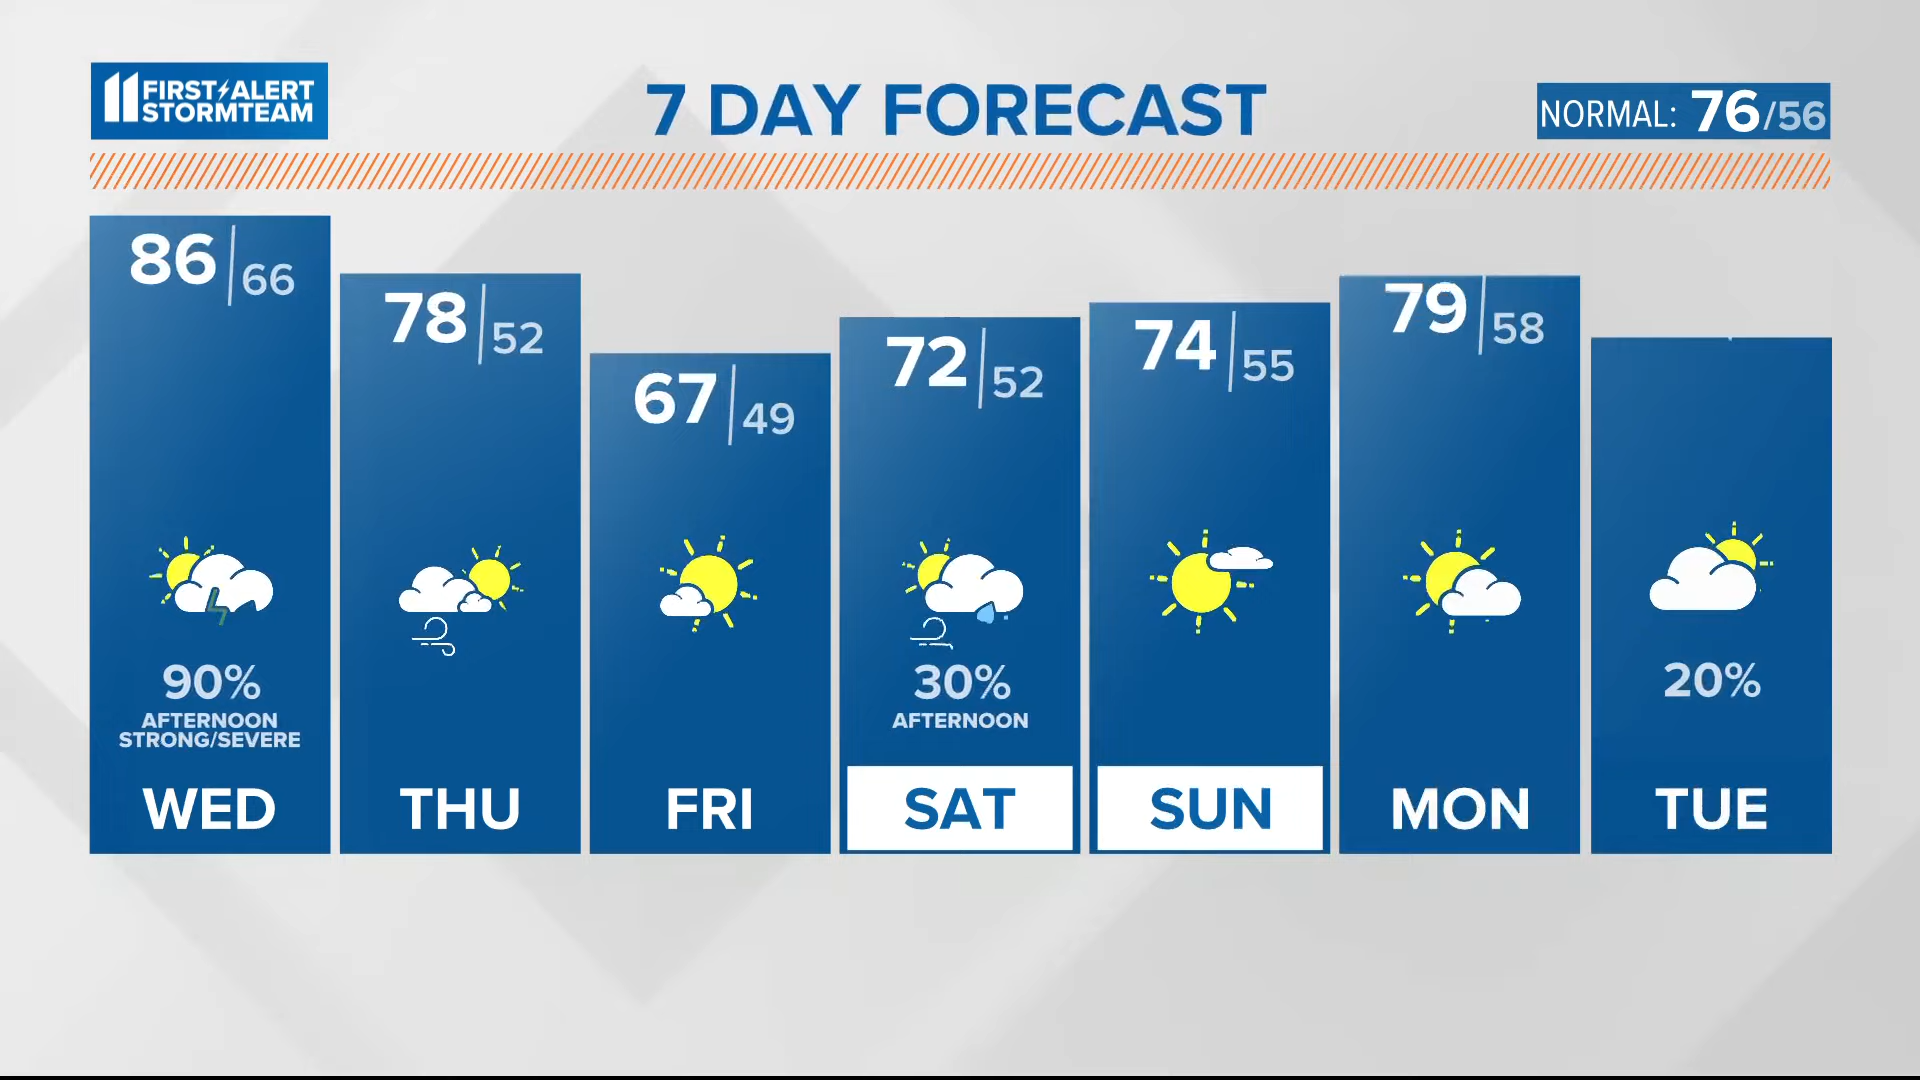 11 FIRST ALERT
STORMTEAM
7 DAY FORECAST
NORMAL: 76/56
86/66
90%
AFTERNOON
STRONG/SEVERE
WED
78/52
THU
67/49
FRI
72/52
30%
AFTERNOON
SAT
74/55
SUN
79/58
MON
20%
TUE